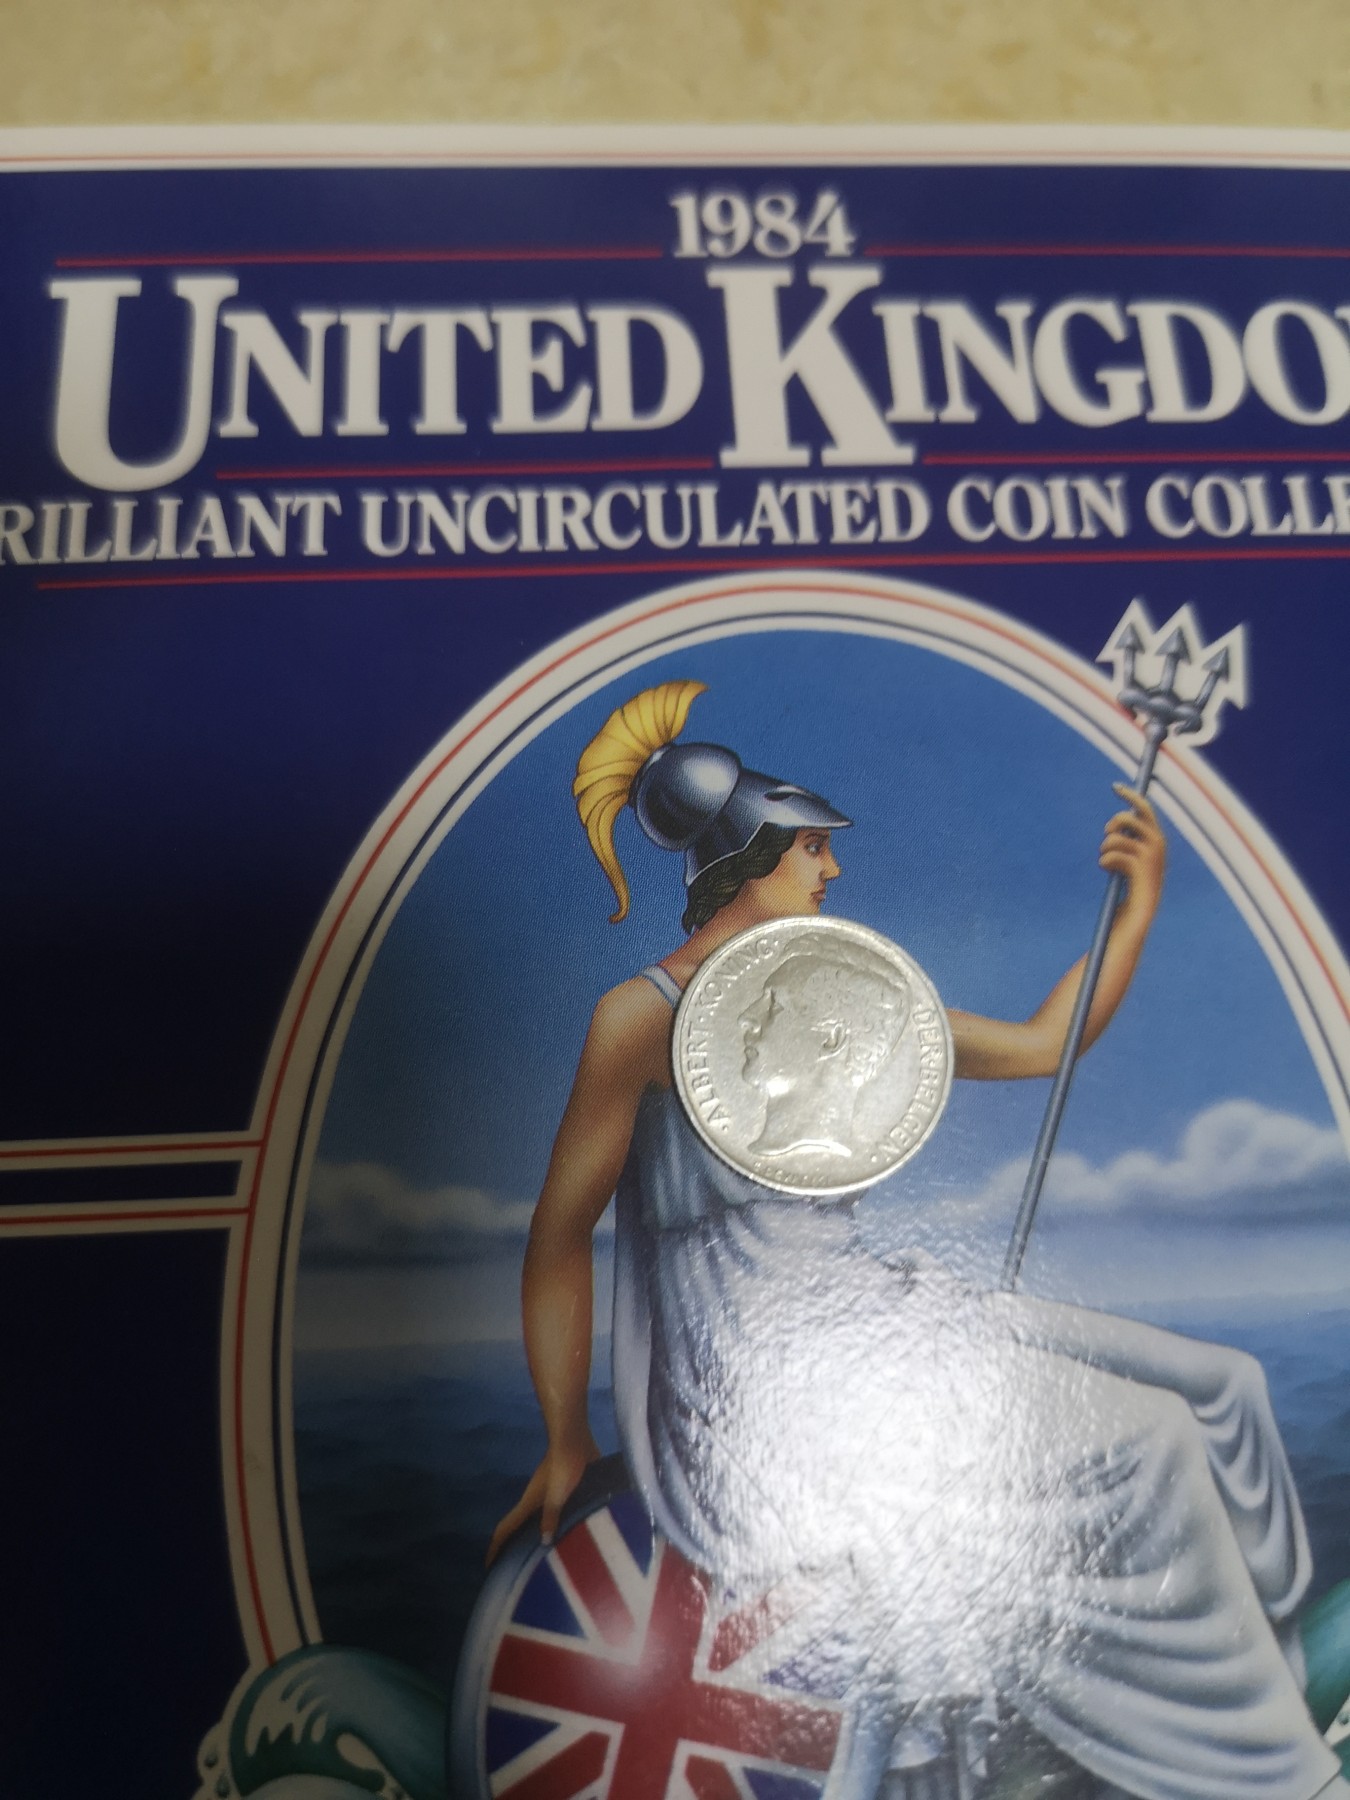 1984
UNITED KINGDO
RILLIANT UNCIRCULATED COIN COLLE
·ALBERT·KONING·
·DER·BELGEN·